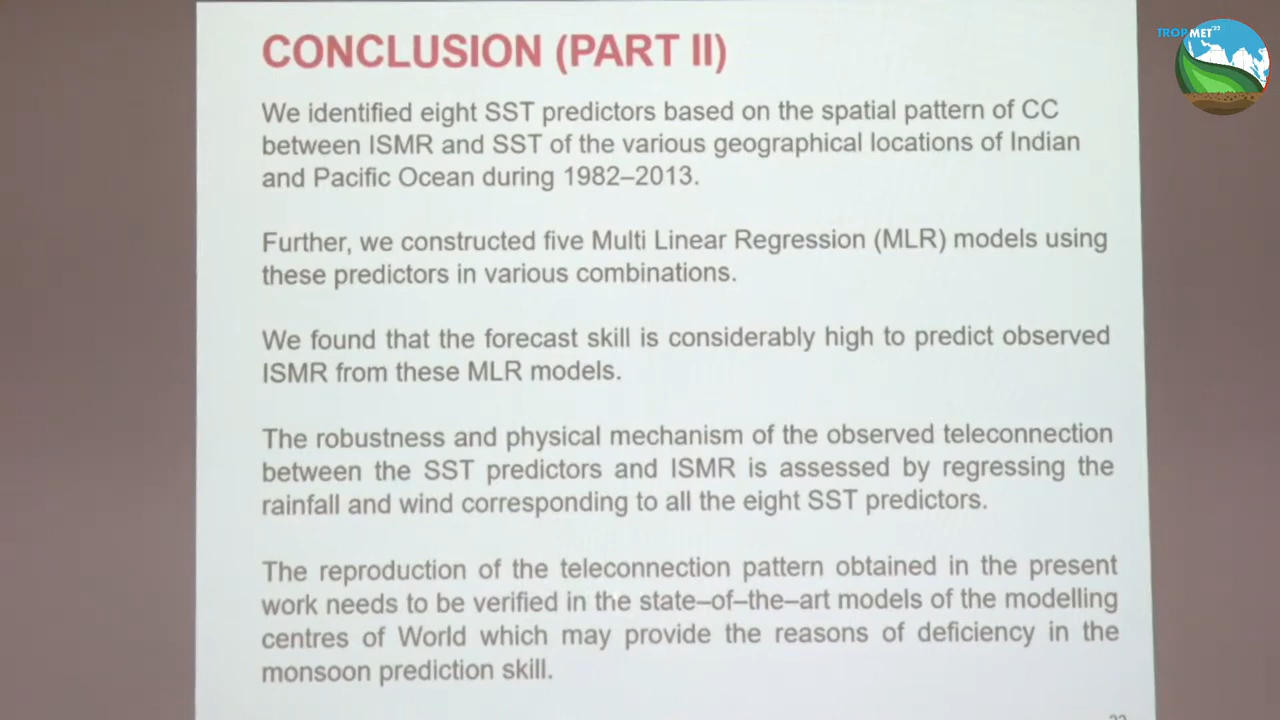 TROPMET'22
CONCLUSION (PART II)
We identified eight SST predictors based on the spatial pattern of CC
between ISMR and SST of the various geographical locations of Indian
and Pacific Ocean during 1982–2013.
Further, we constructed five Multi Linear Regression (MLR) models using
these predictors in various combinations.
We found that the forecast skill is considerably high to predict observed
ISMR from these MLR models.
The robustness and physical mechanism of the observed teleconnection
between the SST predictors and ISMR is assessed by regressing the
rainfall and wind corresponding to all the eight SST predictors.
The reproduction of the teleconnection pattern obtained in the present
work needs to be verified in the state–of–the–art models of the modelling
centres of World which may provide the reasons of deficiency in the
monsoon prediction skill.